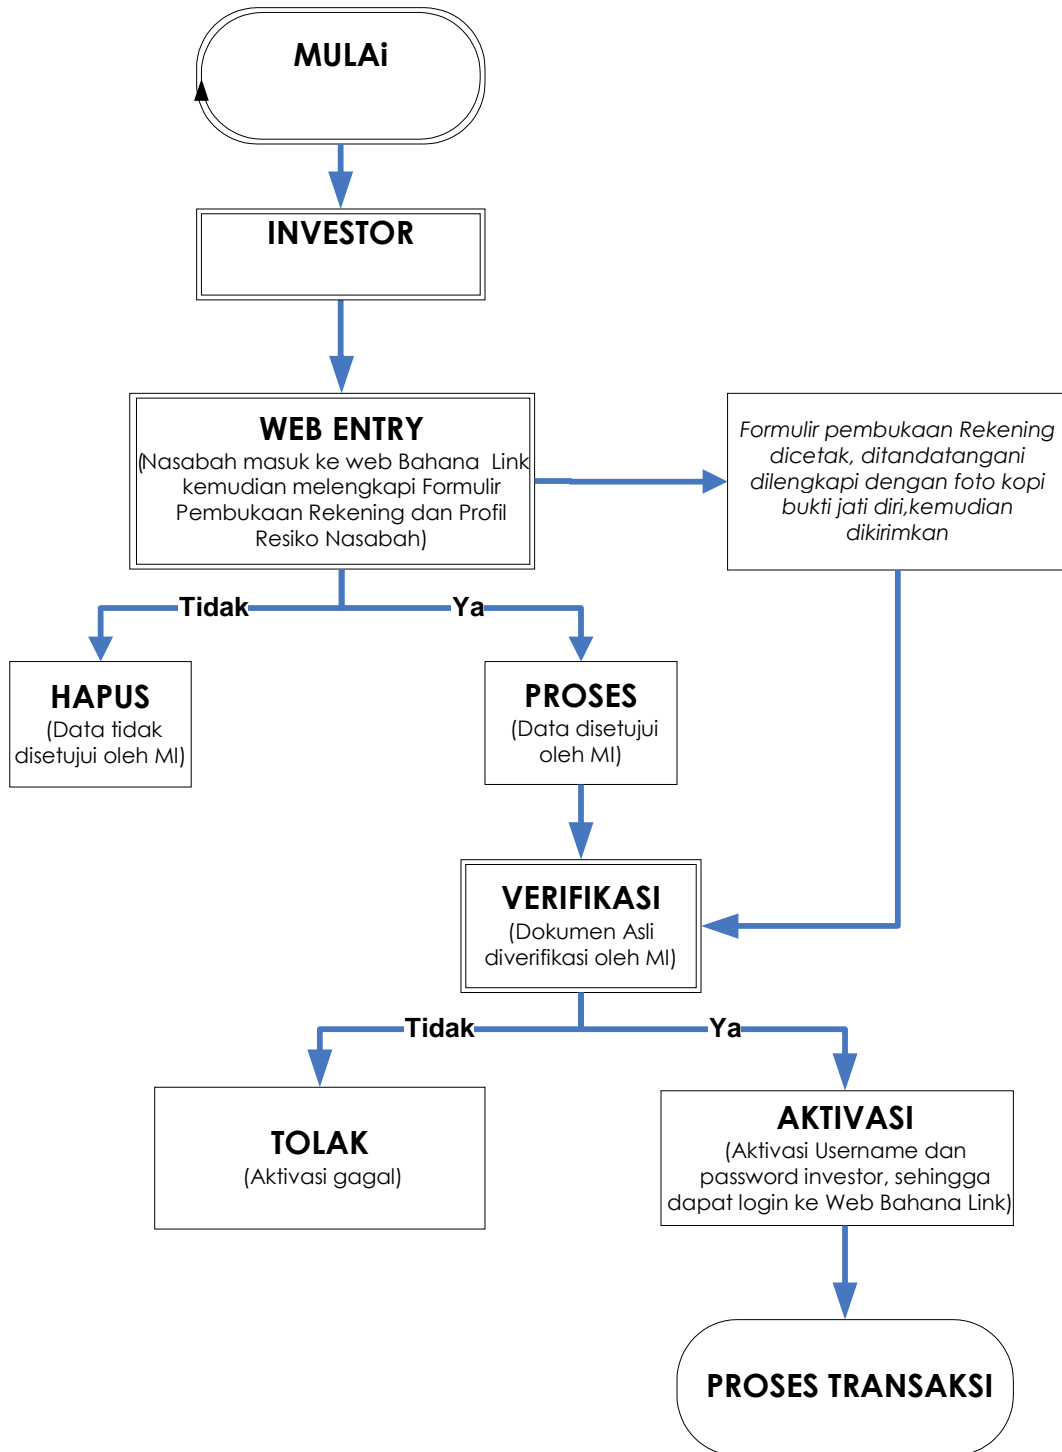 MULAi
INVESTOR
WEB ENTRY
(Nasabah masuk ke web Bahana Link
kemudian melengkapi Formulir
Pembukaan Rekening dan Profil
Resiko Nasabah)
Formulir pembukaan Rekening
dicetak, ditandatangani
dilengkapi dengan foto kopi
bukti jati diri,kemudian
dikirimkan
Tidak
Ya
HAPUS
(Data tidak
disetujui oleh MI)
PROSES
(Data disetujui
oleh MI)
VERIFIKASI
(Dokumen Asli
diverifikasi oleh MI)
Tidak
Ya
TOLAK
(Aktivasi gagal)
AKTIVASI
(Aktivasi Username dan
password investor, sehingga
dapat login ke Web Bahana Link)
PROSES TRANSAKSI